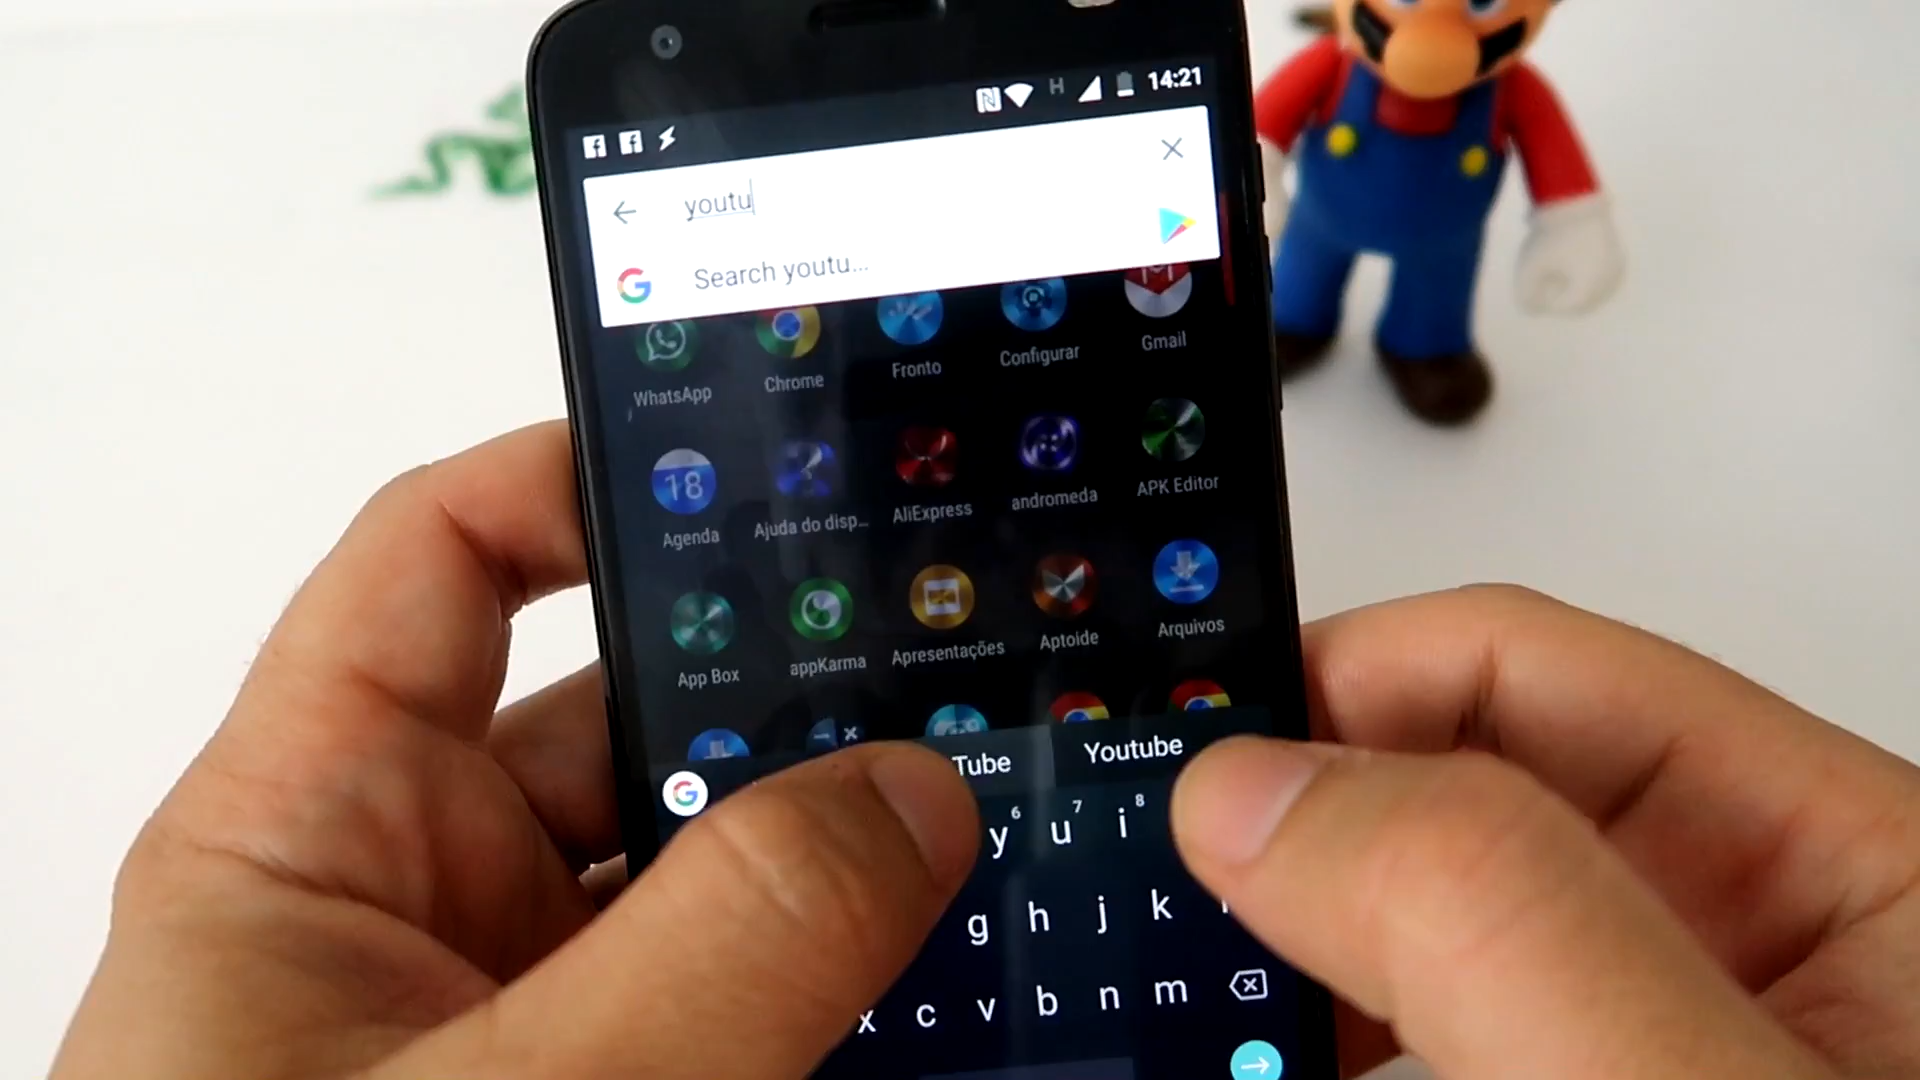 H 14:21
youtu
Search youtu...
WhatsApp Chrome Fronto Configurar Gmail
18
Agenda Ajuda do disp... AliExpress andromeda APK Editor
App Box appKarma Apresentações Aptoide Arquivos
Tube Youtube
y 6 u 7 i 8
g h j k
x c v b n m